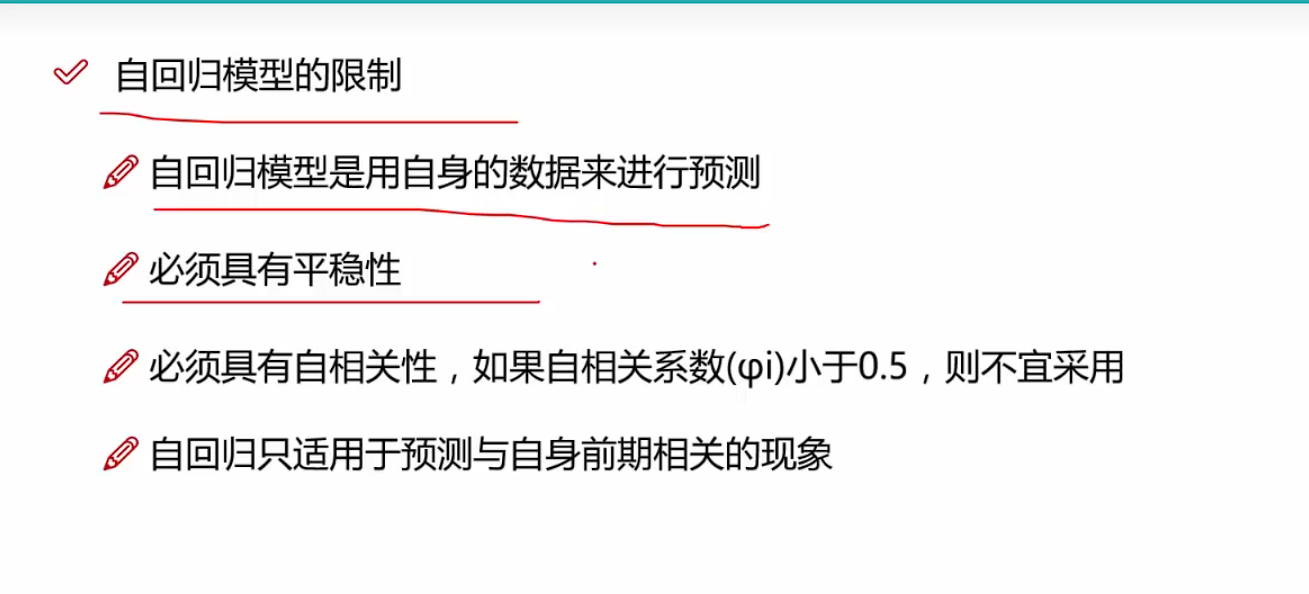 自回归模型的限制
自回归模型是用自身的数据来进行预测
必须具有平稳性
必须具有自相关性，如果自相关系数(φi)小于0.5，则不宜采用
自回归只适用于预测与自身前期相关的现象